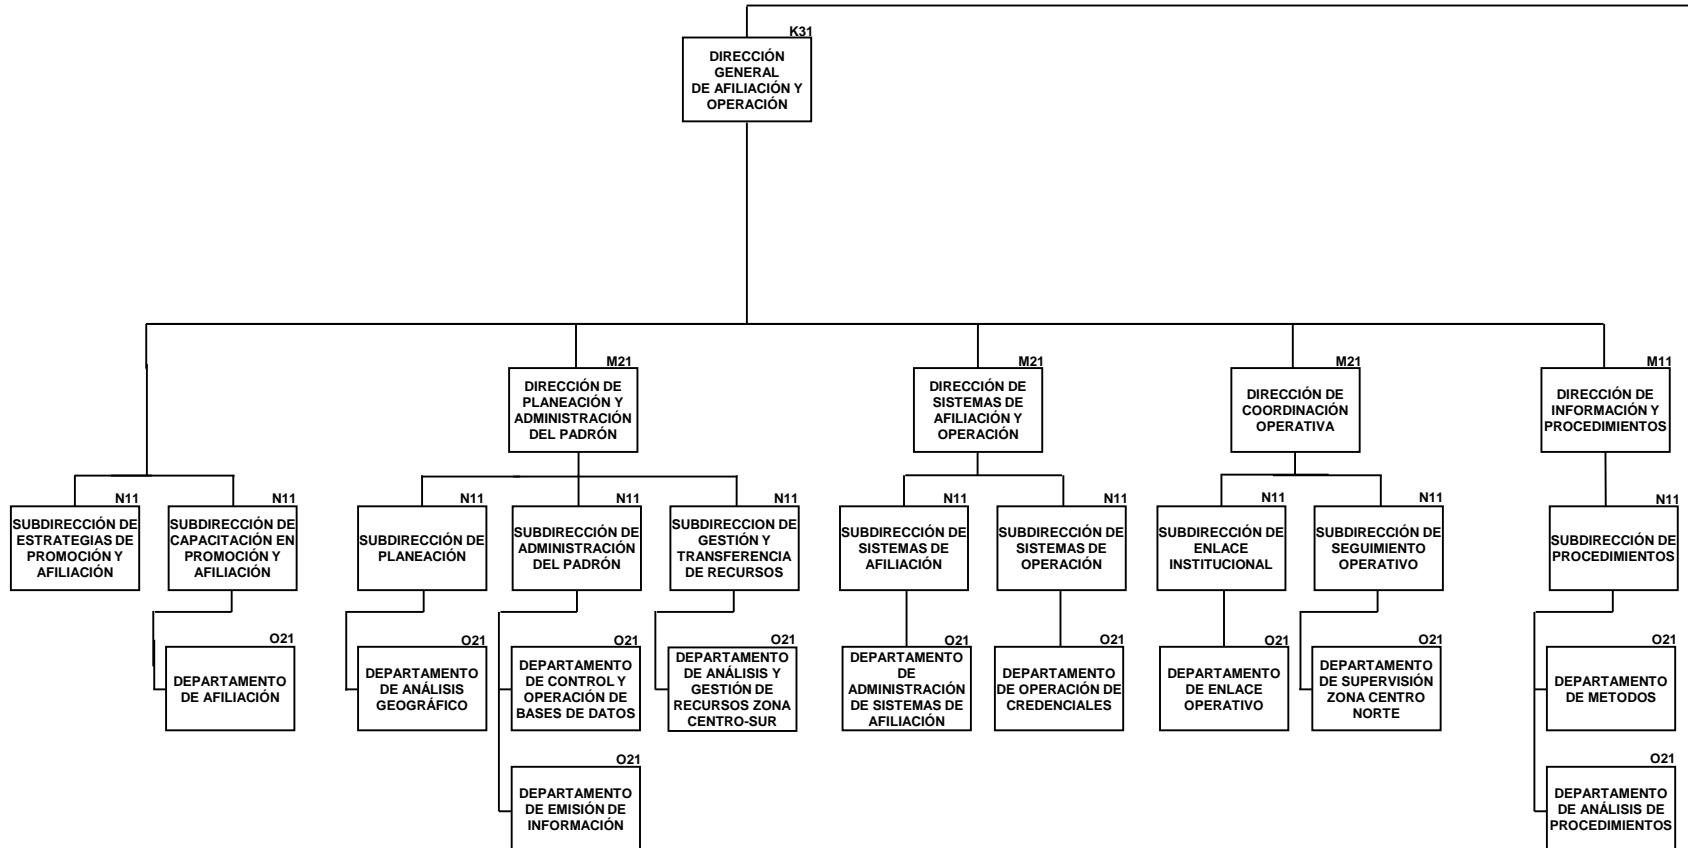 K31
DIRECCIÓN
GENERAL
DE AFILIACIÓN Y
OPERACIÓN
M21
DIRECCIÓN DE
PLANEACIÓN Y
ADMINISTRACIÓN
DEL PADRÓN
M21
DIRECCIÓN DE
SISTEMAS DE
AFILIACIÓN Y
OPERACIÓN
M21
DIRECCIÓN DE
COORDINACIÓN
OPERATIVA
M11
DIRECCIÓN DE
INFORMACIÓN Y
PROCEDIMIENTOS
N11
SUBDIRECCIÓN DE
ESTRATEGIAS DE
PROMOCIÓN Y
AFILIACIÓN
N11
SUBDIRECCIÓN DE
CAPACITACIÓN EN
PROMOCIÓN Y
AFILIACIÓN
N11
SUBDIRECCIÓN DE
PLANEACIÓN
N11
SUBDIRECCIÓN DE
ADMINISTRACIÓN
DEL PADRÓN
N11
SUBDIRECCION DE
GESTIÓN Y
TRANSFERENCIA
DE RECURSOS
N11
SUBDIRECCIÓN DE
SISTEMAS DE
AFILIACIÓN
N11
SUBDIRECCIÓN DE
SISTEMAS DE
OPERACIÓN
N11
SUBDIRECCIÓN DE
ENLACE
INSTITUCIONAL
N11
SUBDIRECCIÓN DE
SEGUIMIENTO
OPERATIVO
N11
SUBDIRECCIÓN DE
PROCEDIMIENTOS
O21
DEPARTAMENTO
DE AFILIACIÓN
O21
DEPARTAMENTO
DE ANÁLISIS
GEOGRÁFICO
O21
DEPARTAMENTO
DE CONTROL Y
OPERACIÓN DE
BASES DE DATOS
O21
DEPARTAMENTO
DE ANÁLISIS Y
GESTIÓN DE
RECURSOS ZONA
CENTRO-SUR
O21
DEPARTAMENTO
DE
ADMINISTRACIÓN
DE SISTEMAS DE
AFILIACIÓN
O21
DEPARTAMENTO
DE OPERACIÓN DE
CREDENCIALES
O21
DEPARTAMENTO
DE ENLACE
OPERATIVO
O21
DEPARTAMENTO
DE SUPERVISIÓN
ZONA CENTRO
NORTE
O21
DEPARTAMENTO
DE METODOS
O21
DEPARTAMENTO
DE EMISIÓN DE
INFORMACIÓN
O21
DEPARTAMENTO
DE ANÁLISIS DE
PROCEDIMIENTOS